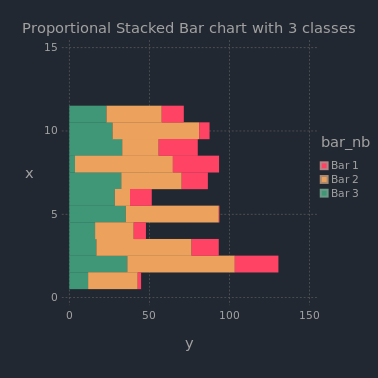 Proportional Stacked Bar chart with 3 classes
15
10
5
0
x
0 50 100 150
y
bar_nb
Bar 1
Bar 2
Bar 3